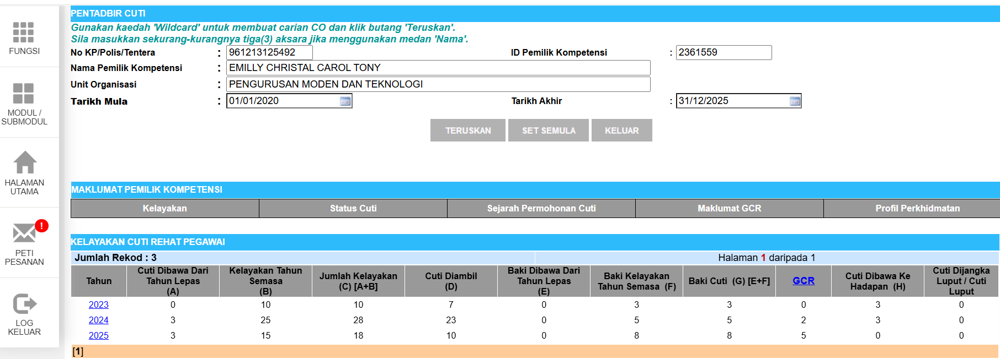 PENTADBIR CUTI
Gunakan kaedah 'Wildcard' untuk membuat carian CO dan klik butang 'Teruskan'.
Sila masukkan sekurang-kurangnya tiga(3) aksara jika menggunakan medan 'Nama'.
No KP/Polis/Tentera : 961213125492 ID Pemilik Kompetensi : 2361559
Nama Pemilik Kompetensi : EMILLY CHRISTAL CAROL TONY
Unit Organisasi : PENGURUSAN MODEN DAN TEKNOLOGI
Tarikh Mula : 01/01/2020 Tarikh Akhir : 31/12/2025
TERUSKAN SET SEMULA KELUAR
FUNGSI
MODUL /
SUBMODUL
HALAMAN
UTAMA
!
PETI
PESANAN
LOG
KELUAR
MAKLUMAT PEMILIK KOMPETENSI
Kelayakan Status Cuti Sejarah Permohonan Cuti Maklumat GCR Profil Perkhidmatan
KELAYAKAN CUTI REHAT PEGAWAI
Jumlah Rekod : 3 Halaman 1 daripada 1
Tahun
Cuti Dibawa Dari
Tahun Lepas
(A)
Kelayakan Tahun
Semasa
(B)
Jumlah Kelayakan
(C) [A+B]
Cuti Diambil
(D)
Baki Dibawa Dari
Tahun Lepas
(E)
Baki Kelayakan
Tahun Semasa (F)
Baki Cuti (G) [E+F]
GCR
Cuti Dibawa Ke
Hadapan (H)
Cuti Dijangka
Luput / Cuti
Luput
2023 0 10 10 7 0 3 3 0 3 0
2024 3 25 28 23 0 5 5 2 3 0
2025 3 15 18 10 0 8 8 5 0 0
[1]